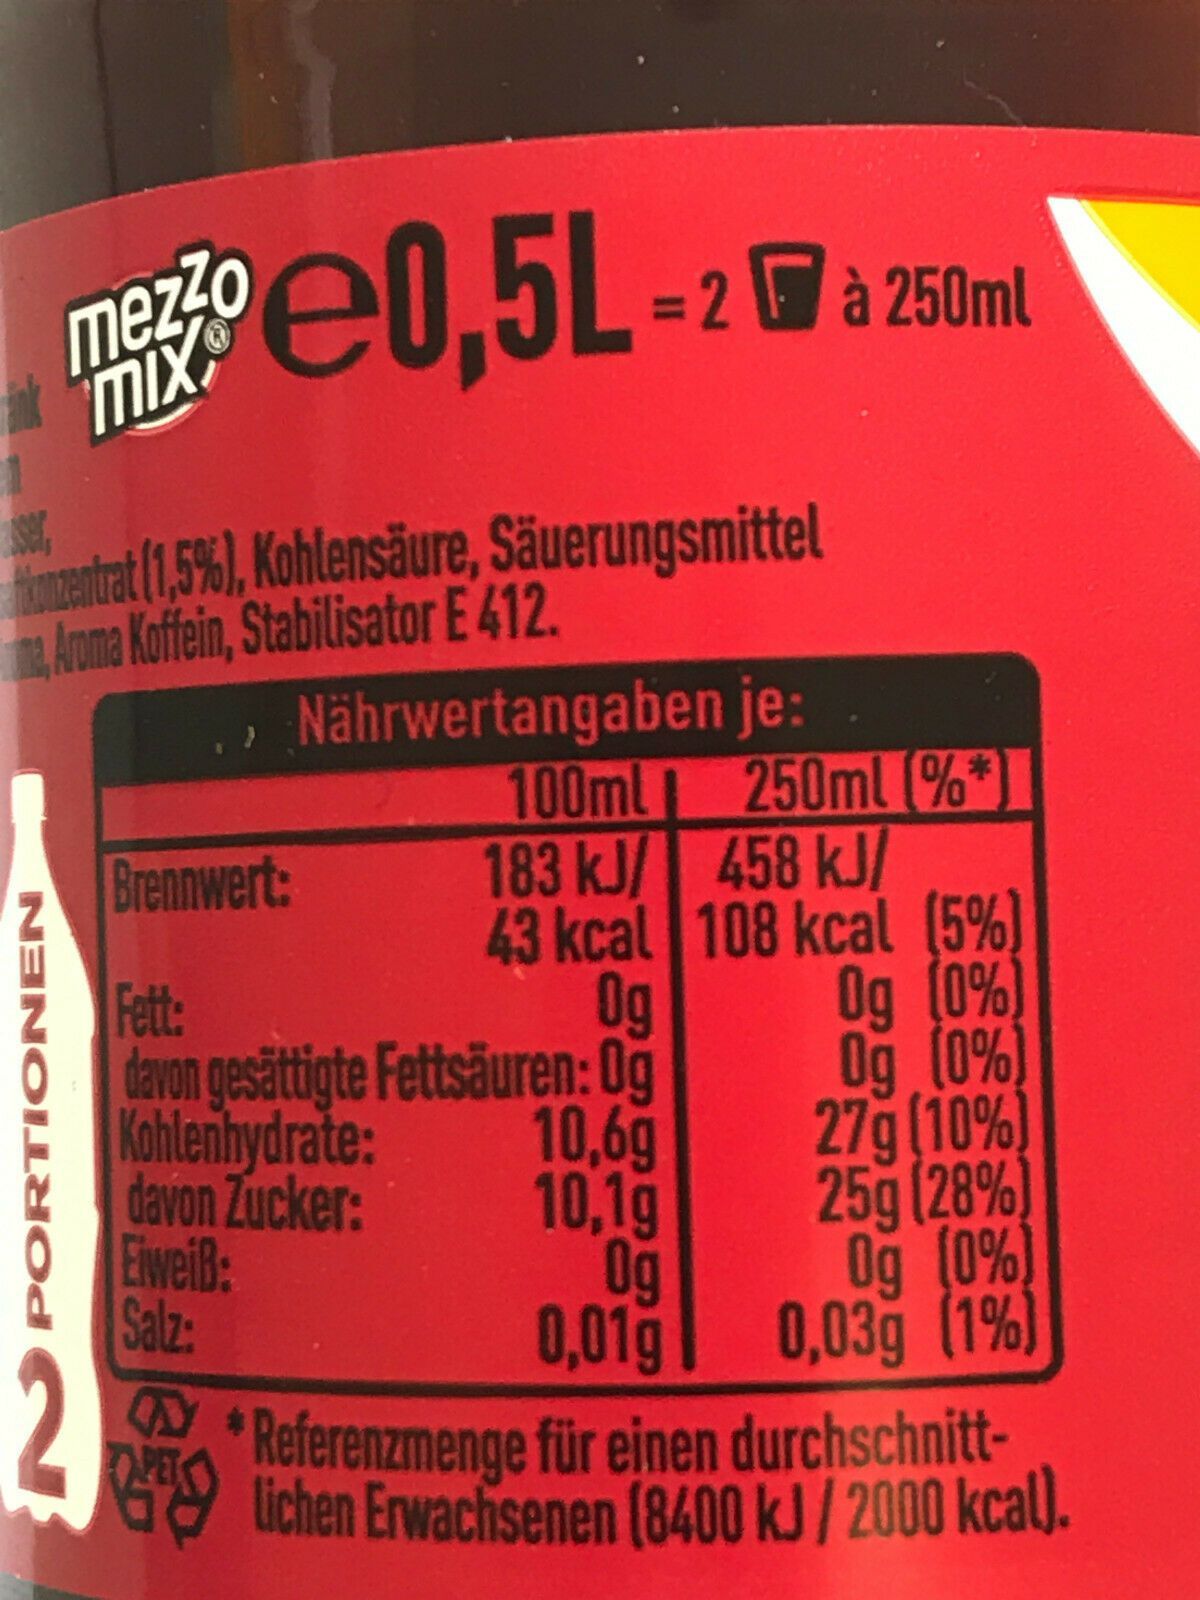 mezzo mix® e0,5L = 2 à 250ml
(1,5%), Kohlensäure, Säuerungsmittel
Aroma Koffein, Stabilisator E 412.
Nährwertangaben je:
100ml 250ml (%*)
Brennwert: 183 kJ/ 458 kJ/
43 kcal 108 kcal (5%)
Fett: 0g 0g (0%)
davon gesättigte Fettsäuren: 0g 0g (0%)
Kohlenhydrate: 10,6g 27g (10%)
davon Zucker: 10,1g 25g (28%)
Eiweiß: 0g 0g (0%)
Salz: 0,01g 0,03g (1%)
2 PORTIONEN
PET
*Referenzmenge für einen durchschnitt-
lichen Erwachsenen (8400 kJ / 2000 kcal).